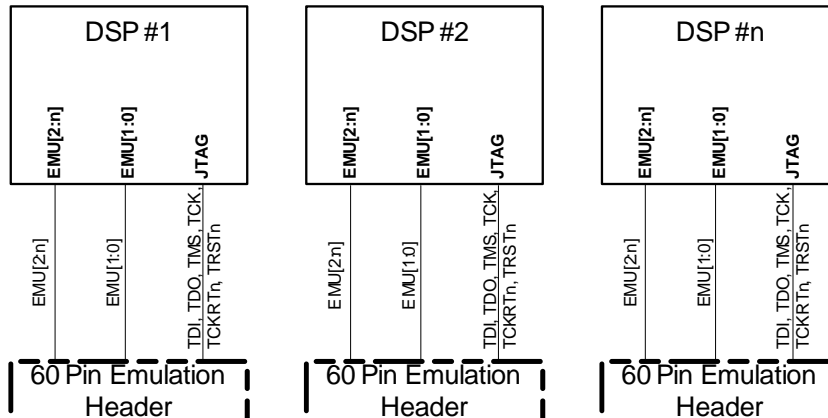 DSP #1
EMU[2:n]
EMU[1:0]
JTAG
EMU[2:n]
EMU[1:0]
TDI, TDO, TMS, TCK,
TCKRTn, TRSTn
60 Pin Emulation
Header
DSP #2
EMU[2:n]
EMU[1:0]
JTAG
EMU[2:n]
EMU[1:0]
TDI, TDO, TMS, TCK,
TCKRTn, TRSTn
60 Pin Emulation
Header
DSP #n
EMU[2:n]
EMU[1:0]
JTAG
EMU[2:n]
EMU[1:0]
TDI, TDO, TMS, TCK,
TCKRTn, TRSTn
60 Pin Emulation
Header